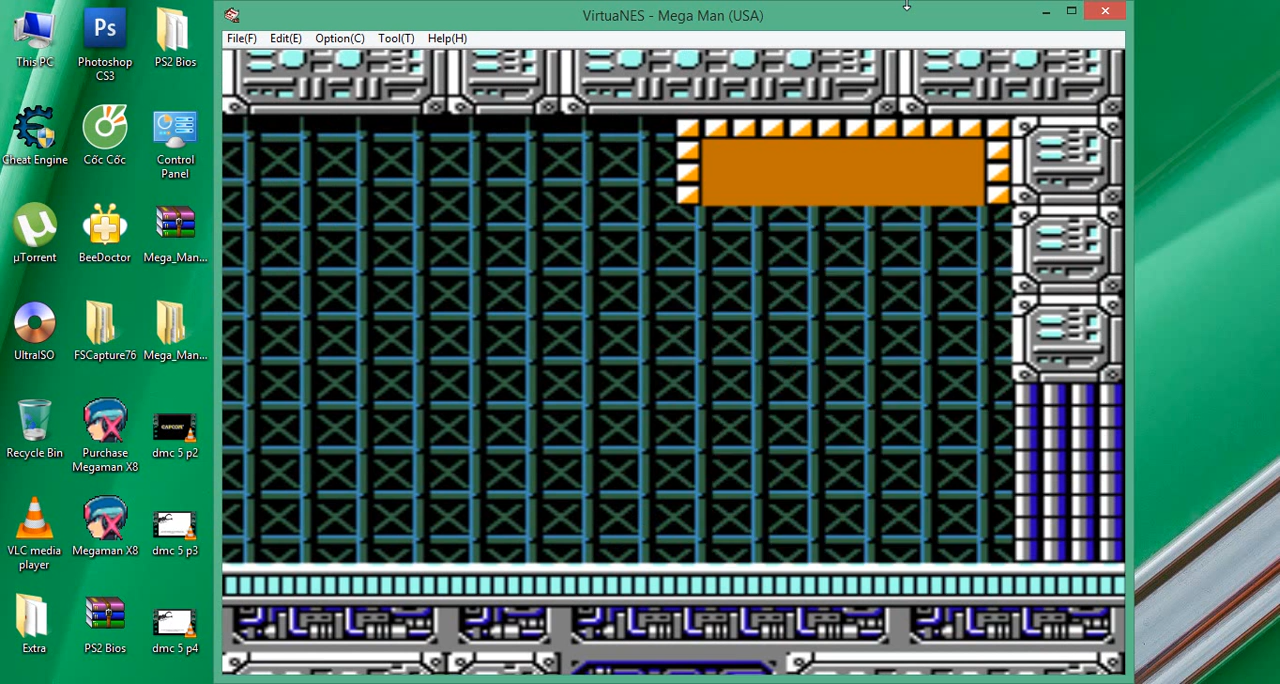 VirtuaNES - Mega Man (USA)
File(F) Edit(E) Option(C) Tool(T) Help(H)
This PC
Ps
Photoshop
CS3
PS2 Bios
Cheat Engine
Cốc Cốc
Control
Panel
µ
µTorrent
BeeDoctor
Mega_Man...
UltraISO
FSCapture76
Mega_Man...
Recycle Bin
Purchase
Megaman X8
CAPCOM
dmc 5 p2
VLC media
player
Megaman X8
dmc 5 p3
Extra
PS2 Bios
dmc 5 p4